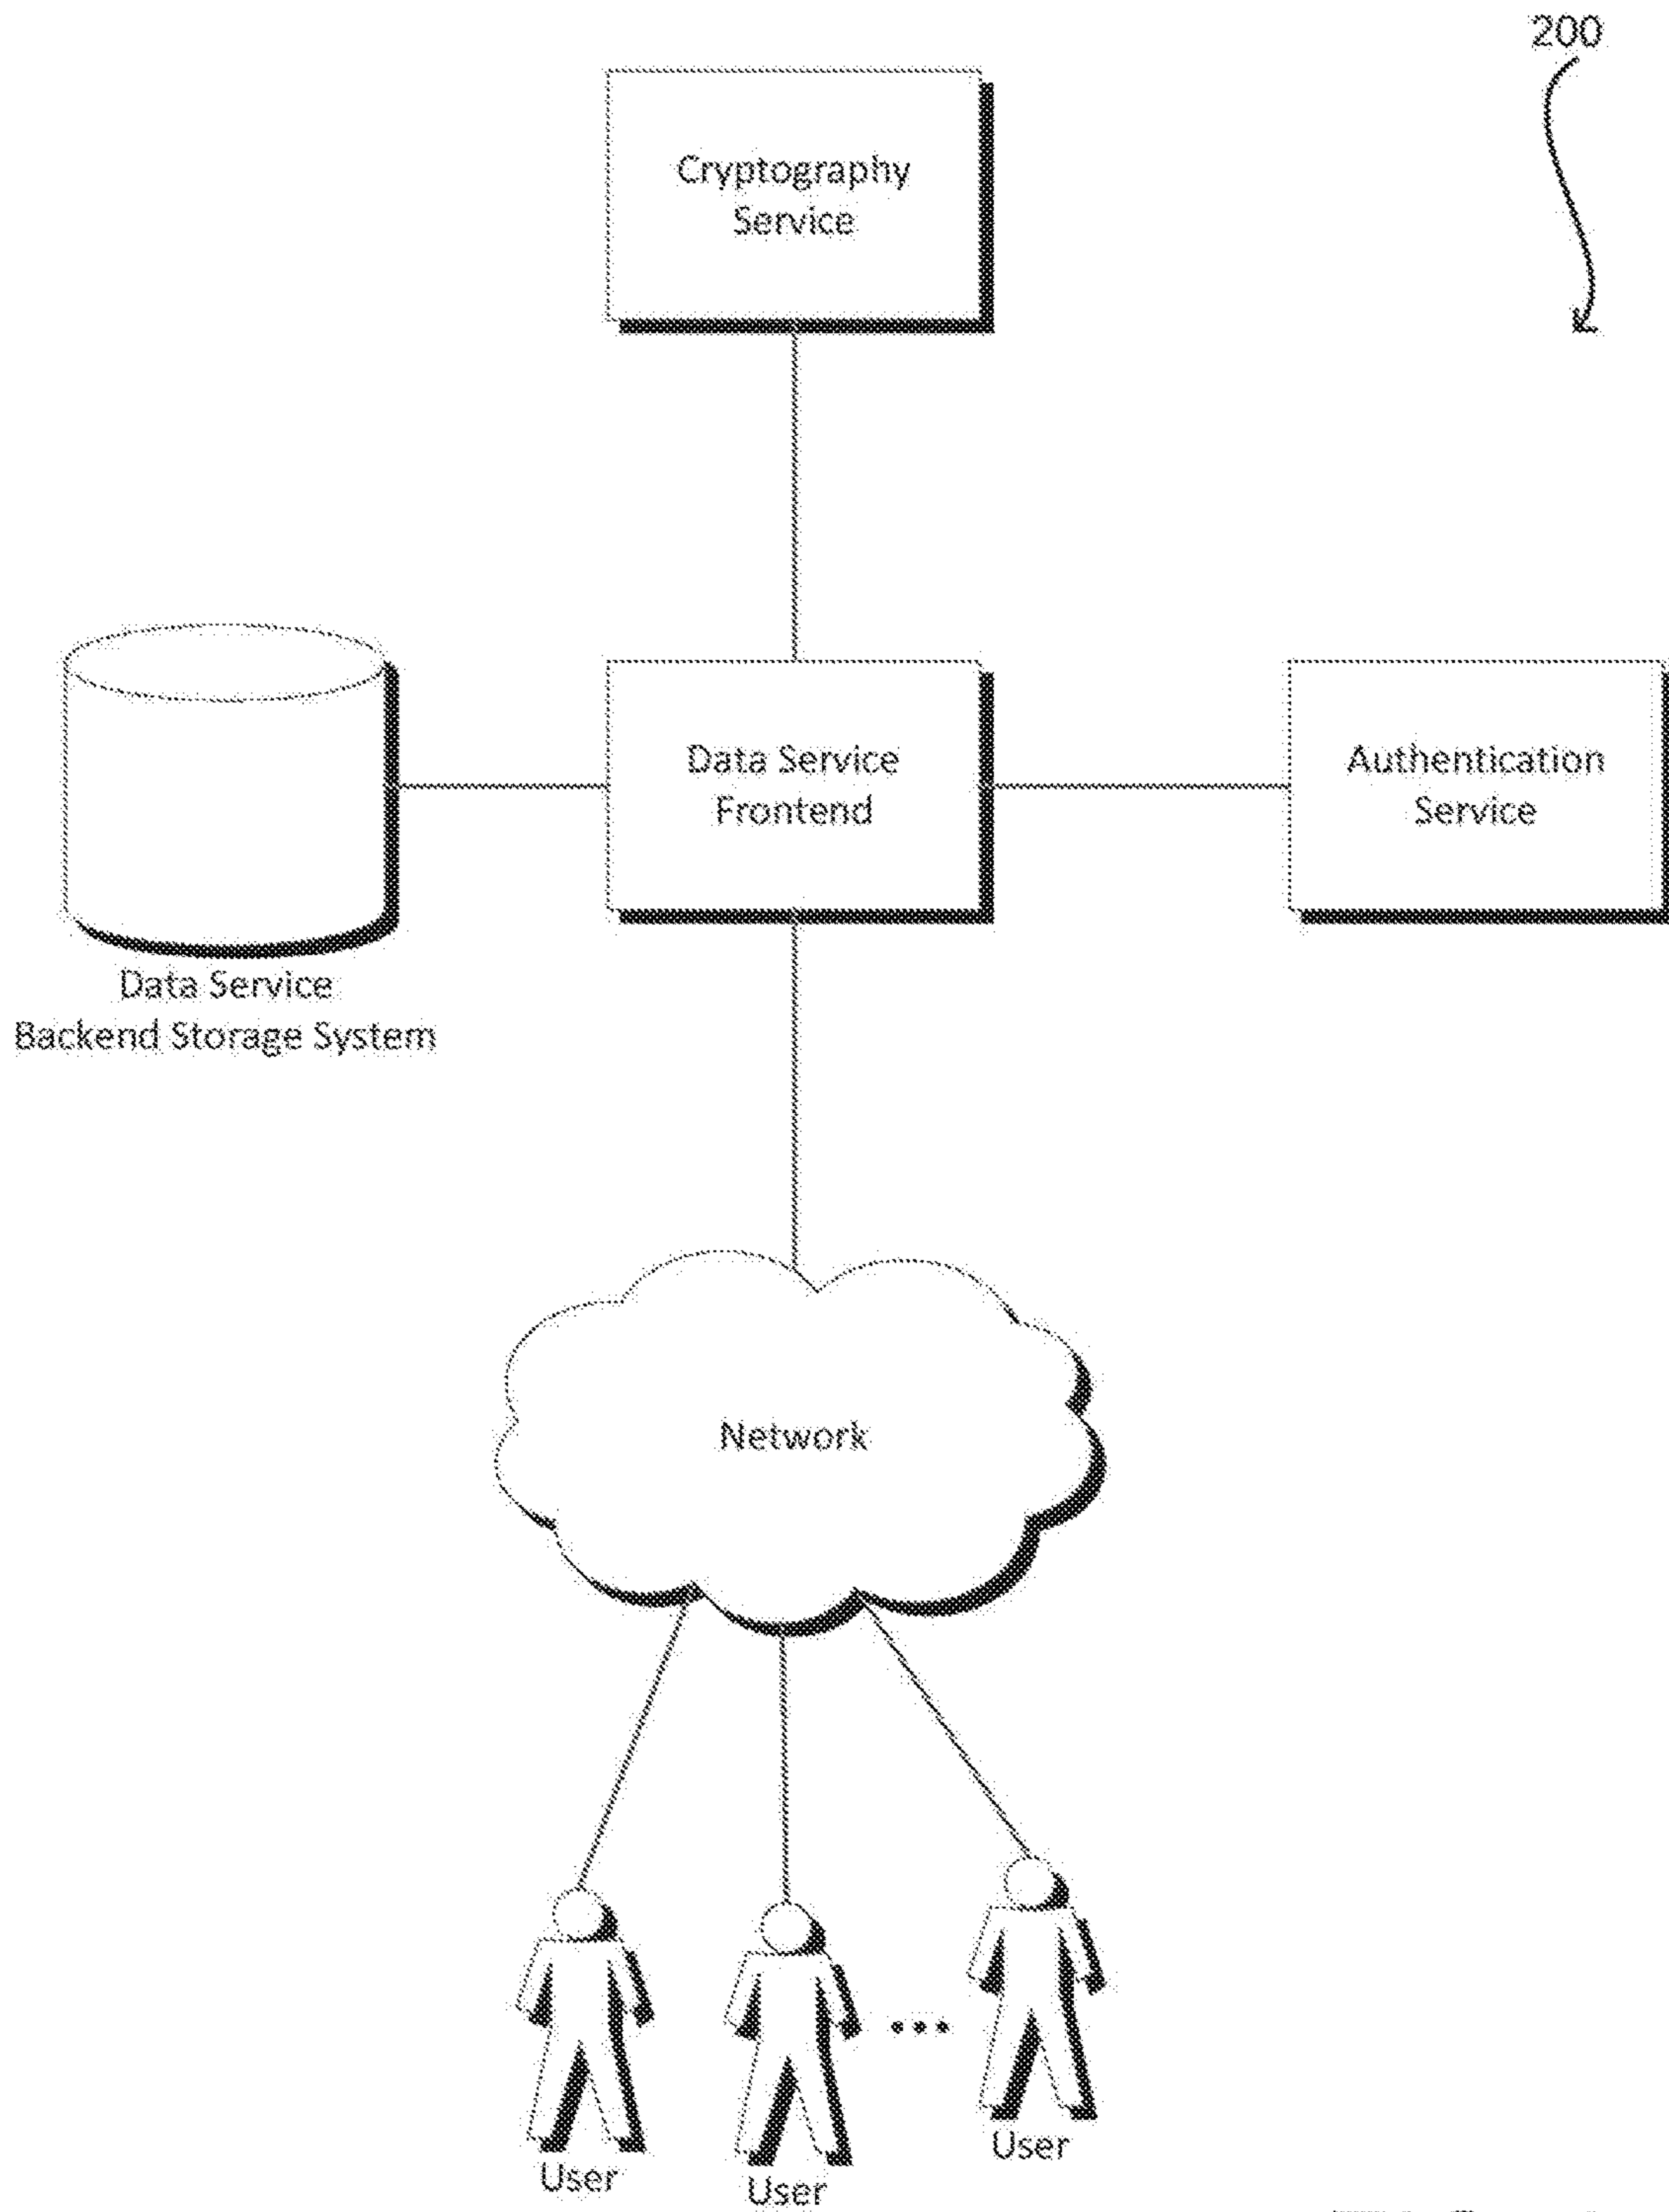 200
Cryptography
Service
Data Service
Frontend
Authentication
Service
Data Service
Backend Storage System
Network
User
User
User